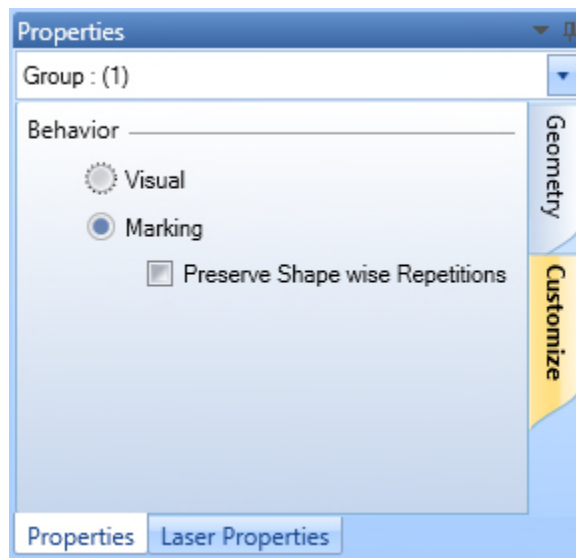 Properties
Group : (1)
Behavior
Visual
Marking
Preserve Shape wise Repetitions
Geometry
Customize
Properties
Laser Properties